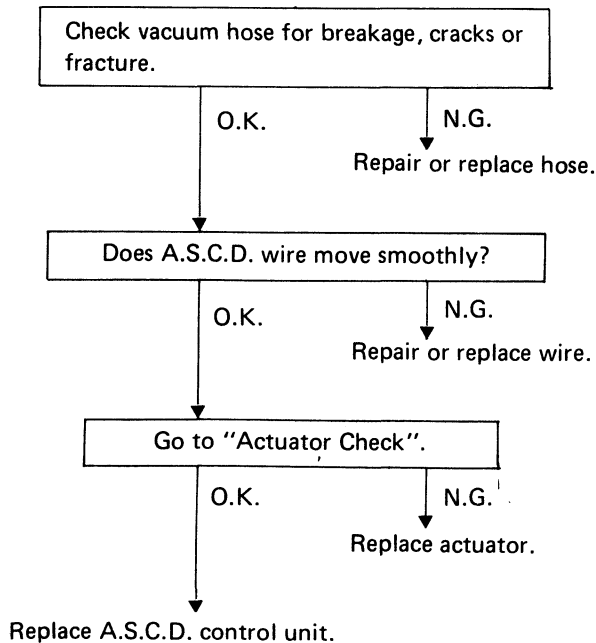 Check vacuum hose for breakage, cracks or
fracture.
O.K.
N.G.
Repair or replace hose.
Does A.S.C.D. wire move smoothly?
O.K.
N.G.
Repair or replace wire.
Go to "Actuator Check".
O.K.
N.G.
Replace actuator.
Replace A.S.C.D. control unit.